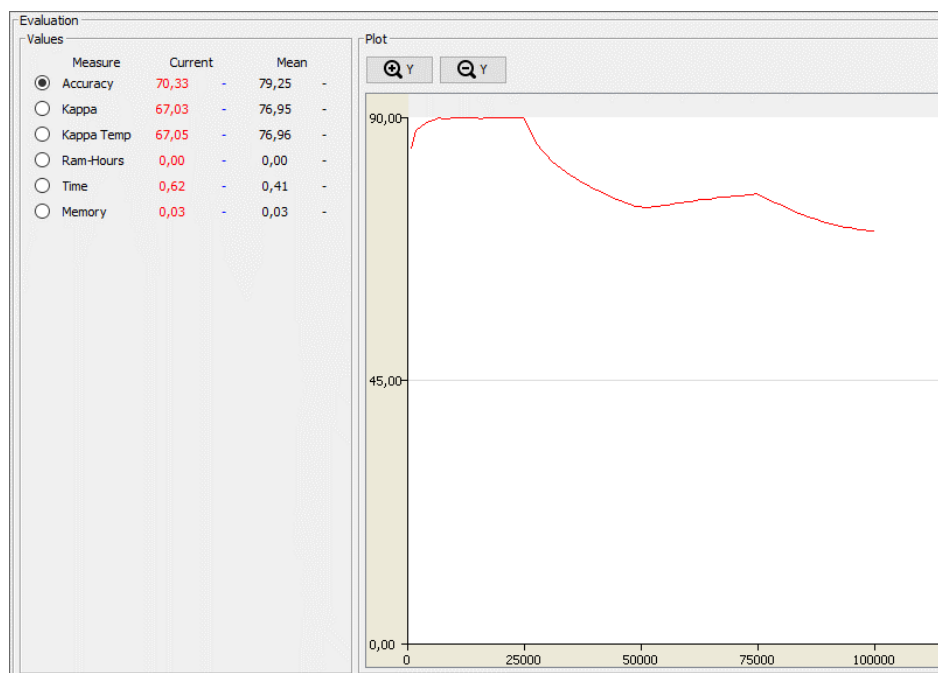 Evaluation
Values
Measure Current Mean
Accuracy 70,33 - 79,25 -
Kappa 67,03 - 76,95 -
Kappa Temp 67,05 - 76,96 -
Ram-Hours 0,00 - 0,00 -
Time 0,62 - 0,41 -
Memory 0,03 - 0,03 -
Plot
Y Y
90,00
45,00
0,00
0 25000 50000 75000 100000